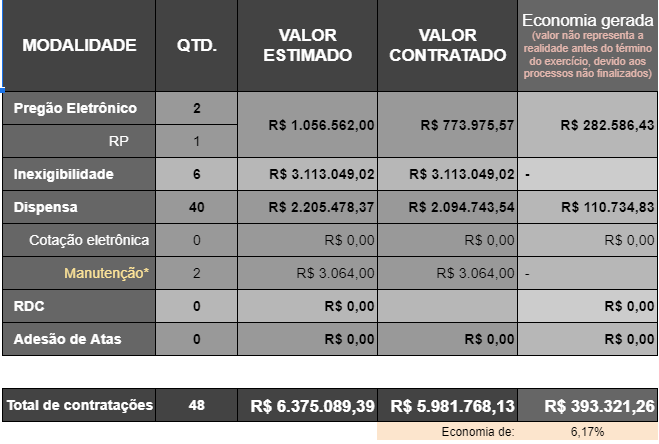 MODALIDADE QTD. VALOR ESTIMADO VALOR CONTRATADO Economia gerada
(valor não representa a
realidade antes do término
do exercício, devido aos
processos não finalizados)
Pregão Eletrônico 2 R$ 1.056.562,00 R$ 773.975,57 R$ 282.586,43
RP 1
Inexigibilidade 6 R$ 3.113.049,02 R$ 3.113.049,02 -
Dispensa 40 R$ 2.205.478,37 R$ 2.094.743,54 R$ 110.734,83
Cotação eletrônica 0 R$ 0,00 R$ 0,00 R$ 0,00
Manutenção* 2 R$ 3.064,00 R$ 3.064,00 -
RDC 0 R$ 0,00 R$ 0,00
Adesão de Atas 0 R$ 0,00 R$ 0,00 R$ 0,00
Total de contratações 48 R$ 6.375.089,39 R$ 5.981.768,13 R$ 393.321,26
Economia de: 6,17%